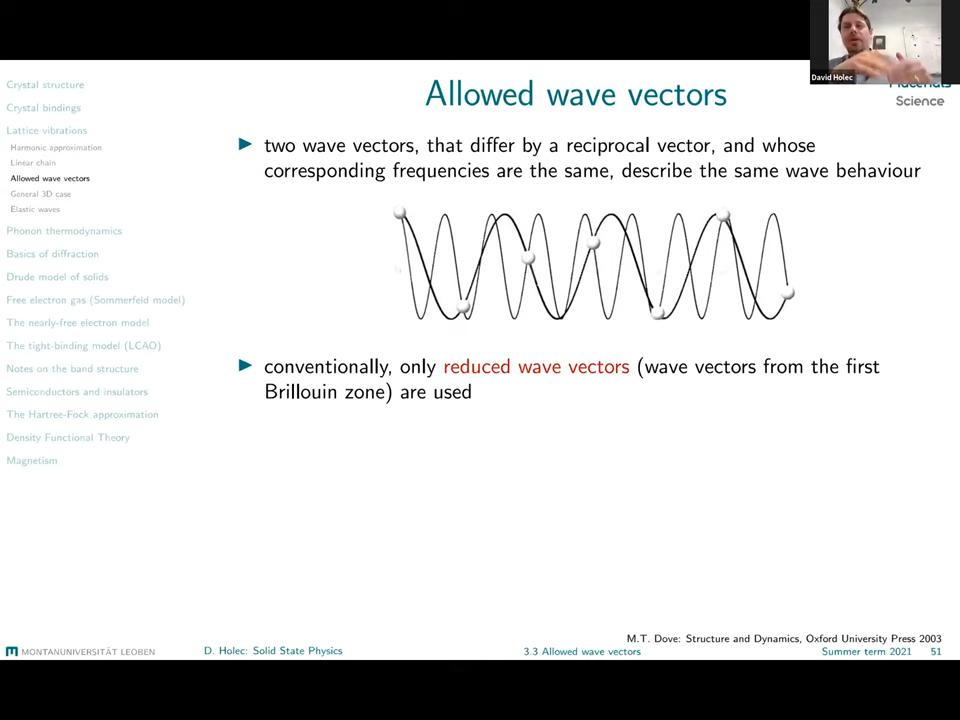 David Holec
Materials
Science
Crystal structure
Crystal bindings
Lattice vibrations
Harmonic approximation
Linear chain
Allowed wave vectors
General 3D case
Elastic waves
Phonon thermodynamics
Basics of diffraction
Drude model of solids
Free electron gas (Sommerfeld model)
The nearly-free electron model
The tight-binding model (LCAO)
Notes on the band structure
Semiconductors and insulators
The Hartree-Fock approximation
Density Functional Theory
Magnetism
Allowed wave vectors
two wave vectors, that differ by a reciprocal vector, and whose
corresponding frequencies are the same, describe the same wave behaviour
conventionally, only reduced wave vectors (wave vectors from the first
Brillouin zone) are used
M.T. Dove: Structure and Dynamics, Oxford University Press 2003
MONTANUNIVERSITÄT LEOBEN
D. Holec: Solid State Physics
3.3 Allowed wave vectors
Summer term 2021 51